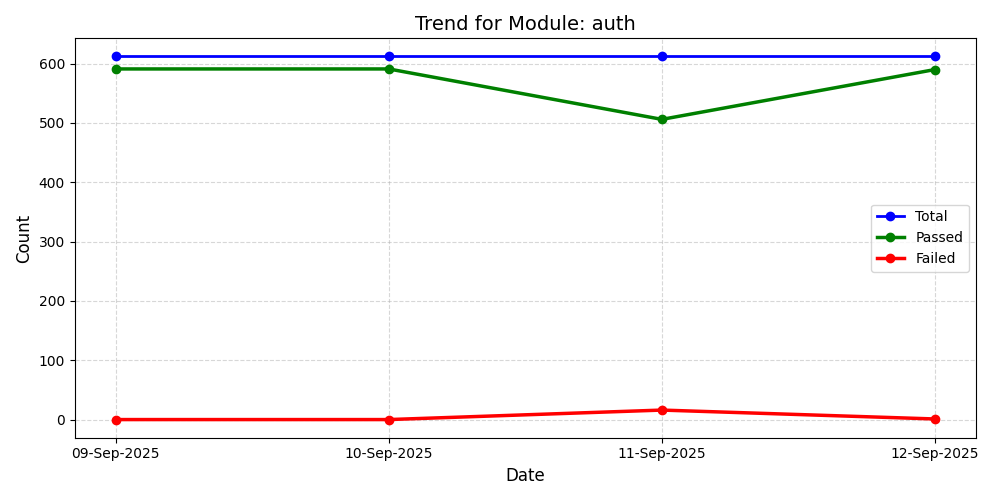 Trend for Module: auth
Count
600
500
400
300
200
100
0
Total
Passed
Failed
09-Sep-2025 10-Sep-2025 11-Sep-2025 12-Sep-2025
Date